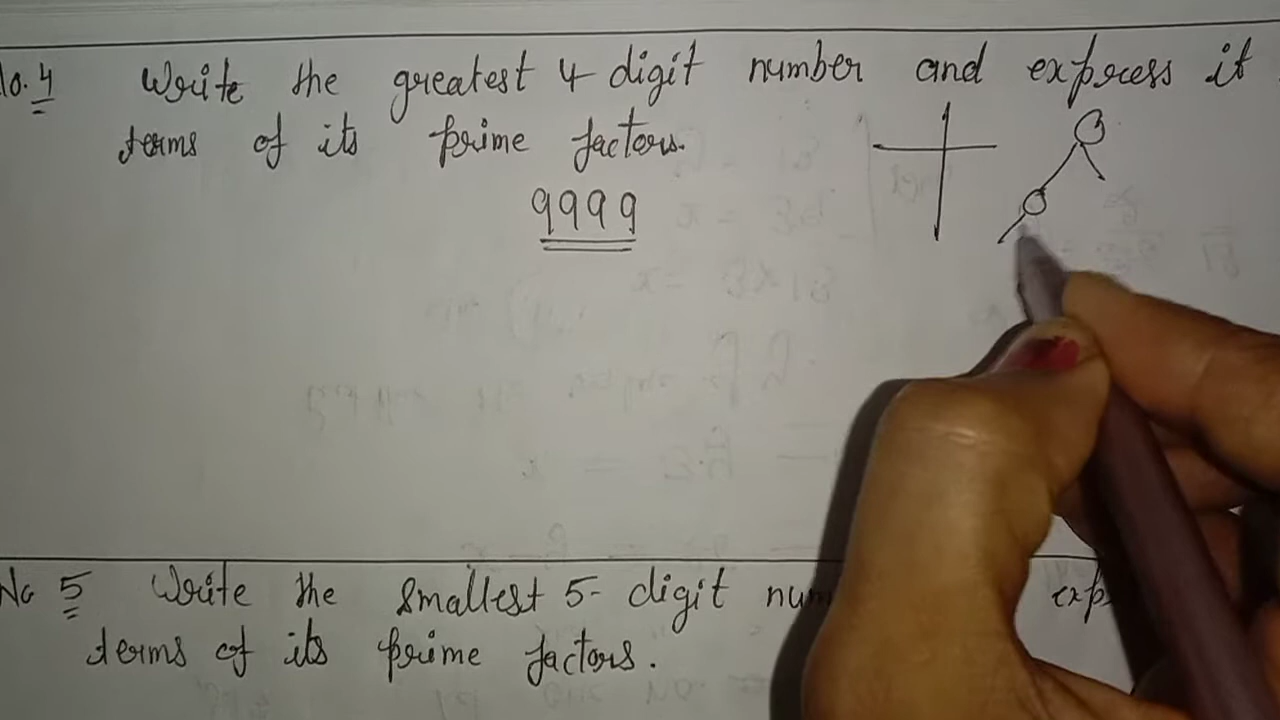 No. 4 Write the greatest 4 digit number and express it
terms of its prime factors.
9999
No 5 Write the smallest 5- digit num exp
terms of its prime factors.